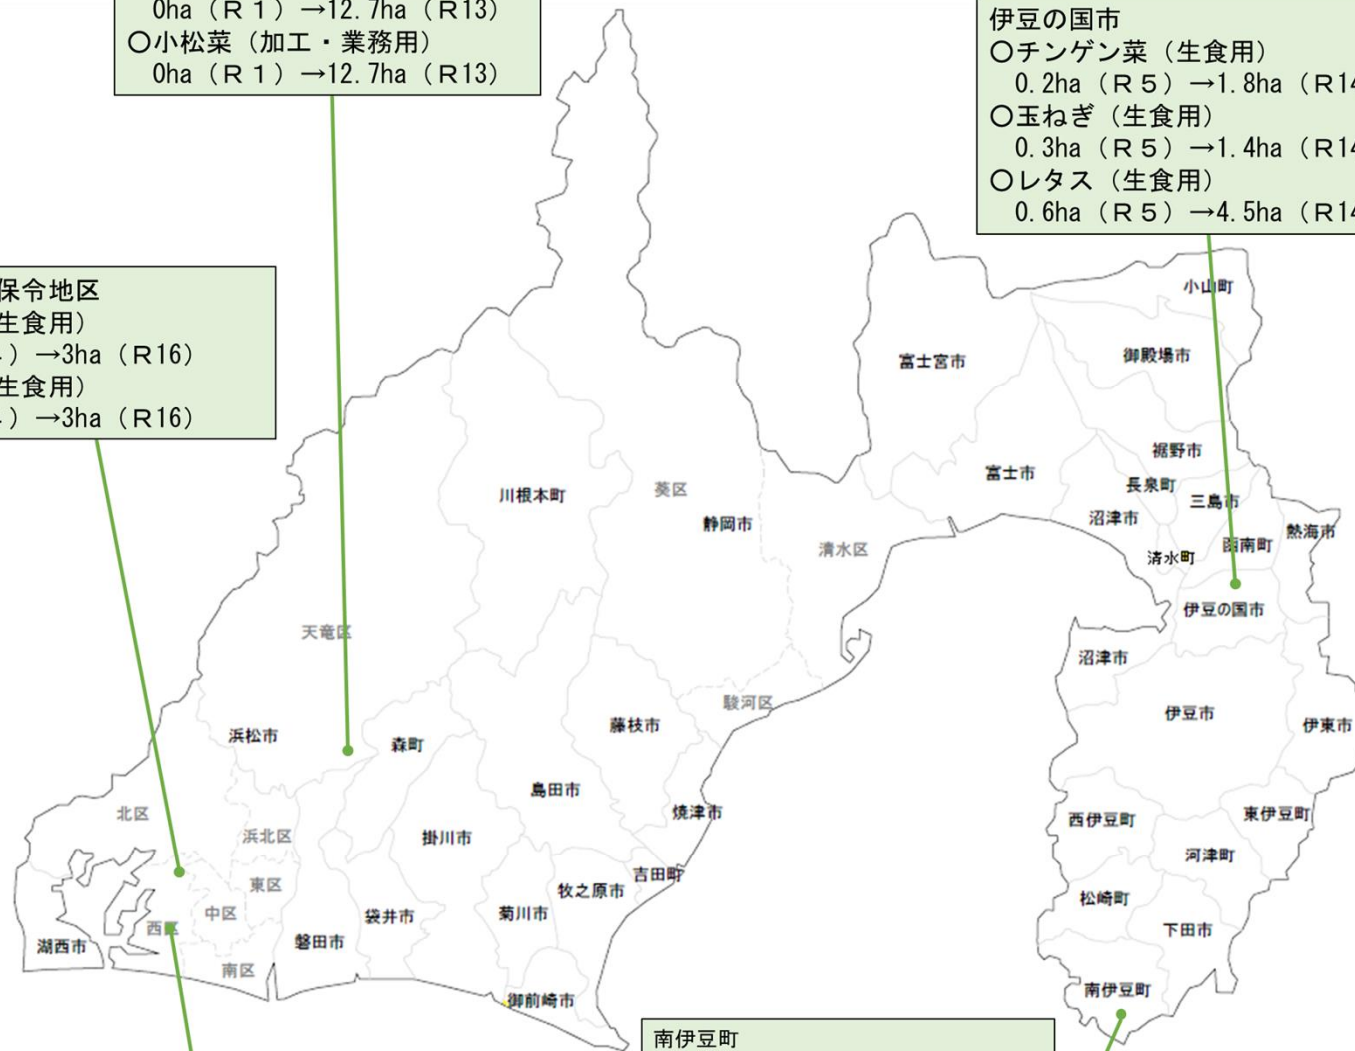 0ha（Ｒ１）→12.7ha（Ｒ13）
〇小松菜（加工・業務用）
0ha（Ｒ１）→12.7ha（Ｒ13）
伊豆の国市
〇チンゲン菜（生食用）
0.2ha（Ｒ５）→1.8ha（Ｒ14
〇玉ねぎ（生食用）
0.3ha（Ｒ５）→1.4ha（Ｒ14
〇レタス（生食用）
0.6ha（Ｒ５）→4.5ha（Ｒ14
保令地区
生食用）
）→3ha（Ｒ16）
生食用）
）→3ha（Ｒ16）
小山町
御殿場市
富士宮市
裾野市
富士市
長泉町
三島市
沼津市
函南町
熱海市
清水町
伊豆の国市
川根本町
葵区
静岡市
清水区
天竜区
沼津市
駿河区
伊豆市
伊東市
浜松市
森町
藤枝市
島田市
焼津市
北区
浜北区
掛川市
西伊豆町
東伊豆町
河津町
吉田町
牧之原市
東区
中区
西区
袋井市
菊川市
松崎町
下田市
湖西市
磐田市
南区
御前崎市
南伊豆町
南伊豆町